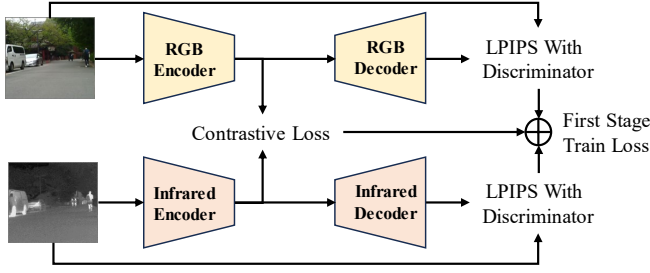 RGB
Encoder
RGB
Decoder
LPIPS With
Discriminator
Contrastive Loss
First Stage
Train Loss
Infrared
Encoder
Infrared
Decoder
LPIPS With
Discriminator